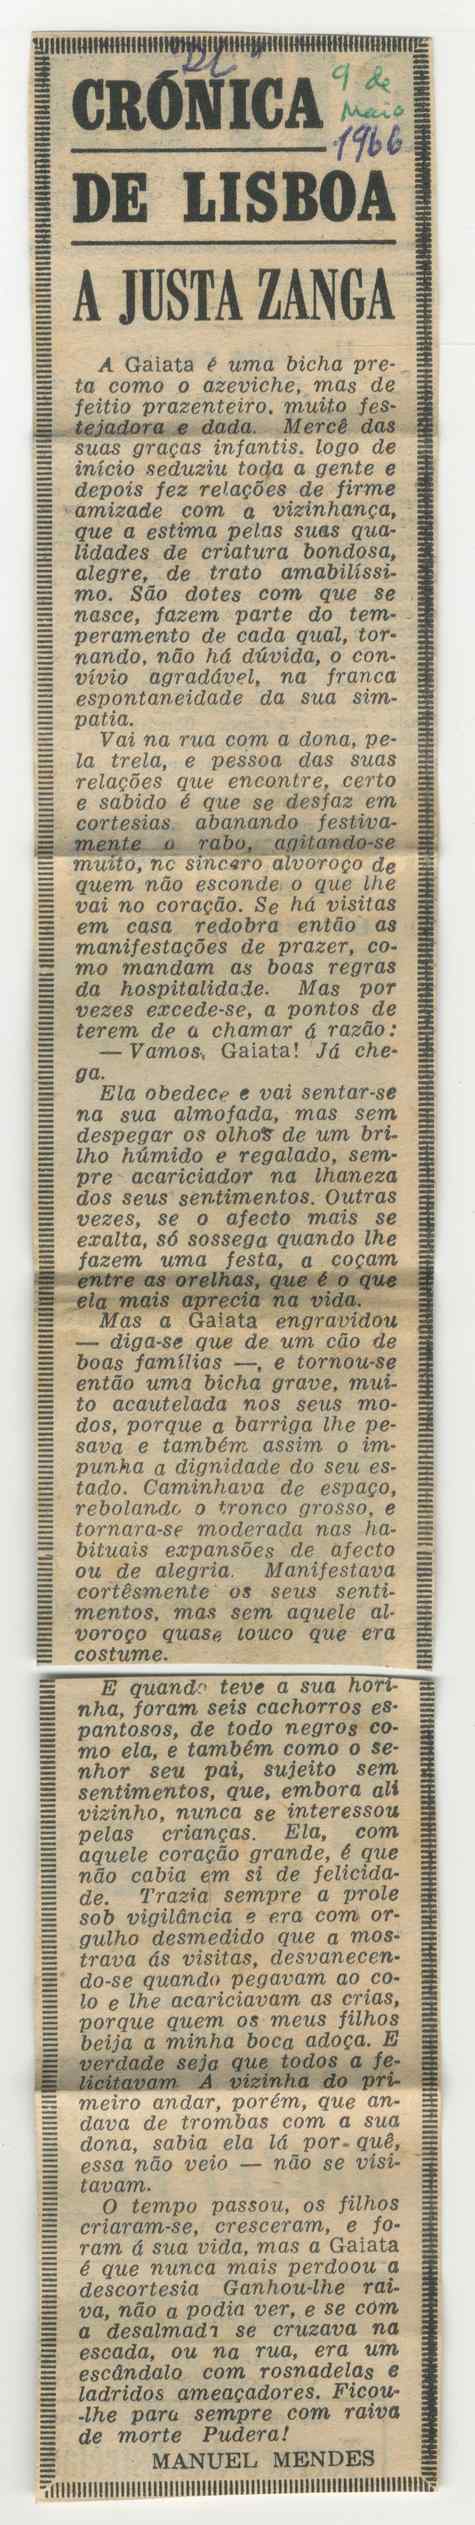 "DL"
9 de
Maio
1966
CRÓNICA
DE LISBOA
A JUSTA ZANGA
A Gaiata é uma bicha pre-
ta como o azeviche, mas de
feitio prazenteiro, muito fes-
tejadora e dada. Mercê das
suas graças infantis. logo de
início seduziu toda a gente e
depois fez relações de firme
amizade com a vizinhança,
que a estima pelas suas qua-
lidades de criatura bondosa,
alegre, de trato amabilíssi-
mo. São dotes com que se
nasce, fazem parte do tem-
peramento de cada qual, tor-
nando, não há dúvida, o con-
vívio agradável, na franca
espontaneidade da sua sim-
patia.
Vai na rua com a dona, pe-
la trela, e pessoa das suas
relações que encontre, certo
e sabido é que se desfaz em
cortesias, abanando festiva-
mente o rabo, agitando-se
muito, no sincero alvoroço de
quem não esconde o que lhe
vai no coração. Se há visitas
em casa redobra então as
manifestações de prazer, co-
mo mandam as boas regras
da hospitalidade. Mas por
vezes excede-se, a pontos de
terem de a chamar á razão:
— Vamos, Gaiata! Já che-
ga.
Ela obedece e vai sentar-se
na sua almofada, mas sem
despegar os olhos de um bri-
lho húmido e regalado, sem-
pre acariciador na lhaneza
dos seus sentimentos. Outras
vezes, se o afecto mais se
exalta, só sossega quando lhe
fazem uma festa, a coçam
entre as orelhas, que é o que
ela mais aprecia na vida.
Mas a Gaiata engravidou
— diga-se que de um cão de
boas famílias —, e tornou-se
então uma bicha grave, mui-
to acautelada nos seus mo-
dos, porque a barriga lhe pe-
sava e também assim o im-
punha a dignidade do seu es-
tado. Caminhava de espaço,
rebolando o tronco grosso, e
tornara-se moderada nas ha-
bituais expansões de afecto
ou de alegria. Manifestava
cortêsmente os seus senti-
mentos, mas sem aquele al-
voroço quase louco que era
costume.
E quando teve a sua hori-
nha, foram seis cachorros es-
pantosos, de todo negros co-
mo ela, e também como o se-
nhor seu pai, sujeito sem
sentimentos, que, embora ali
vizinho, nunca se interessou
pelas crianças. Ela, com
aquele coração grande, é que
não cabia em si de felicida-
de. Trazia sempre a prole
sob vigilância e era com or-
gulho desmedido que a mos-
trava ás visitas, desvanecen-
do-se quando pegavam ao co-
lo e lhe acariciavam as crias,
porque quem os meus filhos
beija a minha boca adoça. E
verdade seja que todos a fe-
licitavam. A vizinha do pri-
meiro andar, porém, que an-
dava de trombas com a sua
dona, sabia ela lá por-quê,
essa não veio — não se visi-
tavam.
O tempo passou, os filhos
criaram-se, cresceram, e fo-
ram á sua vida, mas a Gaiata
é que nunca mais perdoou a
descortesia Ganhou-lhe rai-
va, não a podia ver, e se com
a desalmada se cruzava na
escada, ou na rua, era um
escândalo com rosnadelas e
ladridos ameaçadores. Ficou-
-lhe para sempre com raiva
de morte Pudera!
MANUEL MENDES